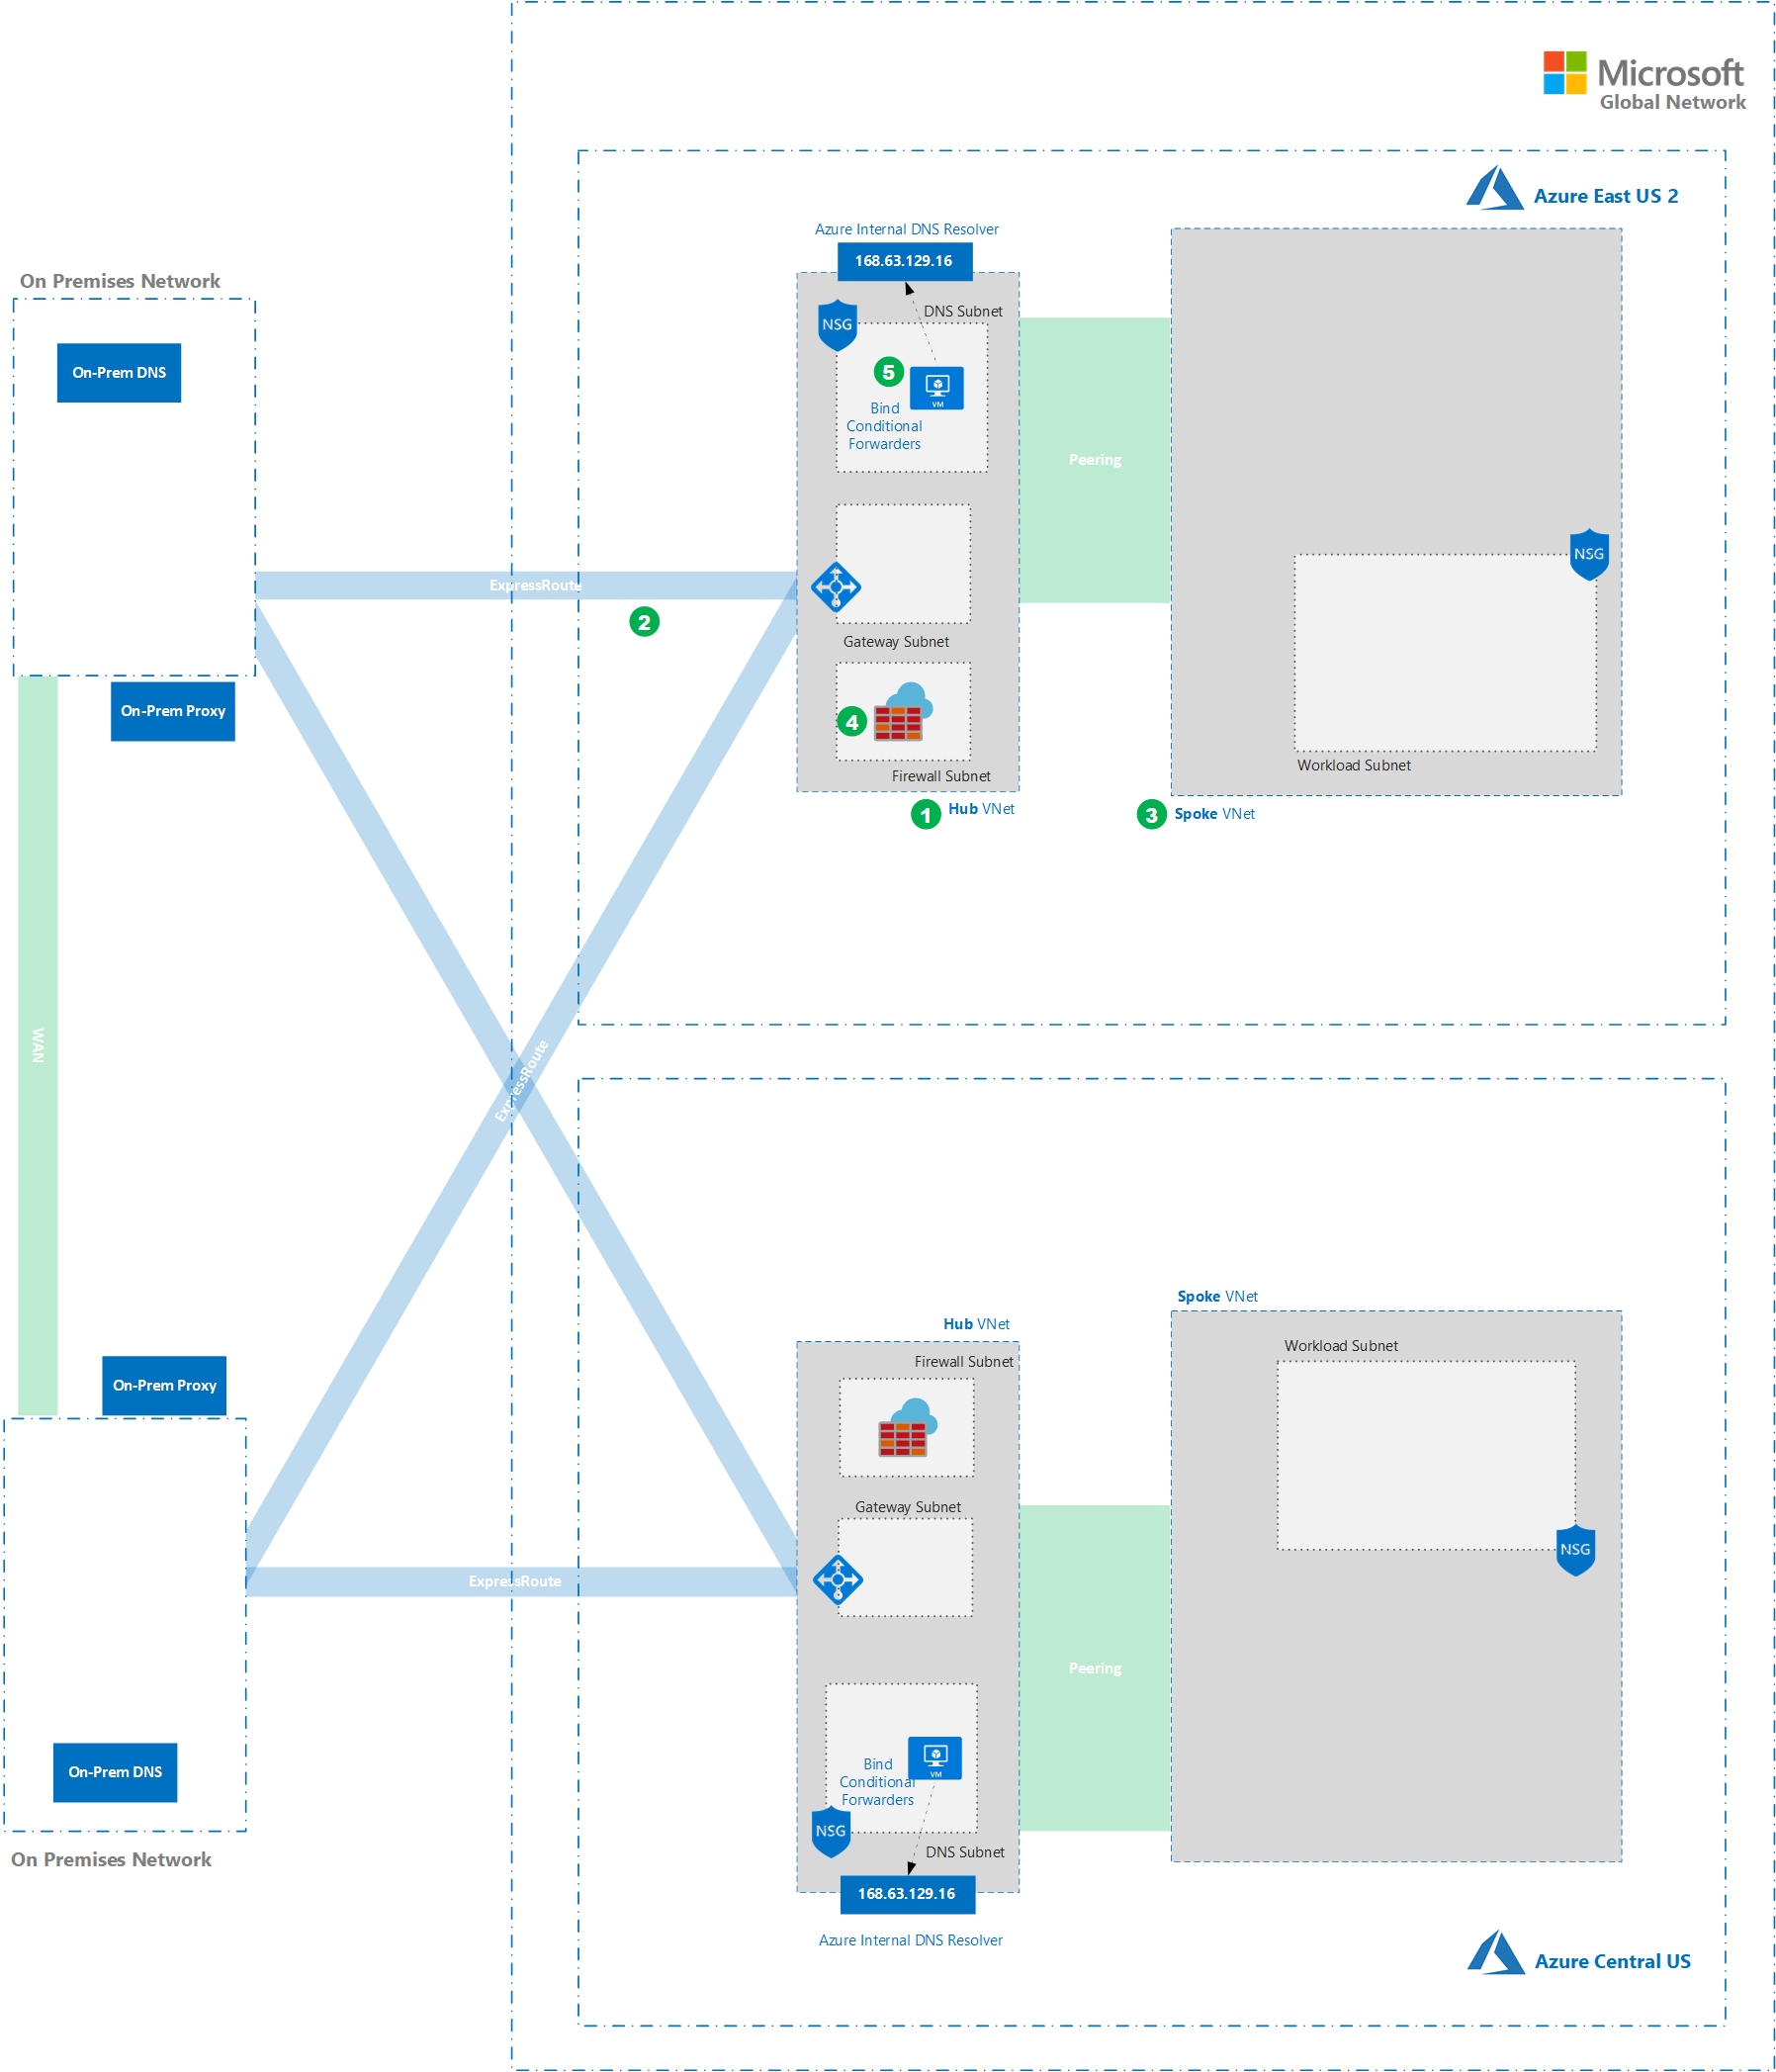 Microsoft
Global Network
Azure East US 2
Azure Internal DNS Resolver
168.63.129.16
On Premises Network
DNS Subnet
NSG
On-Prem DNS
5
VM
Bind
Conditional
Forwarders
Peering
NSG
ExpressRoute
2
Gateway Subnet
On-Prem Proxy
4
Workload Subnet
Firewall Subnet
1
Hub VNet
3
Spoke VNet
WAN
ExpressRoute
Spoke VNet
Hub VNet
Workload Subnet
Firewall Subnet
On-Prem Proxy
Gateway Subnet
NSG
ExpressRoute
Peering
Bind
Conditional
Forwarders
VM
On-Prem DNS
NSG
DNS Subnet
On Premises Network
168.63.129.16
Azure Internal DNS Resolver
Azure Central US